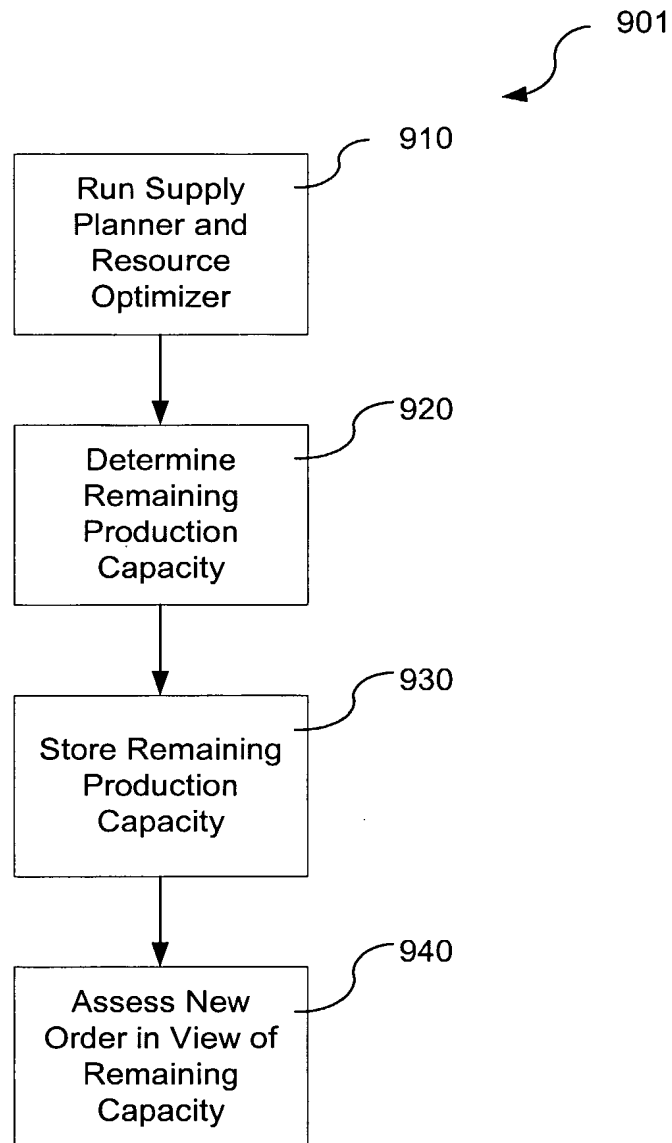 901
910
Run Supply
Planner and
Resource
Optimizer
920
Determine
Remaining
Production
Capacity
930
Store Remaining
Production
Capacity
940
Assess New
Order in View of
Remaining
Capacity